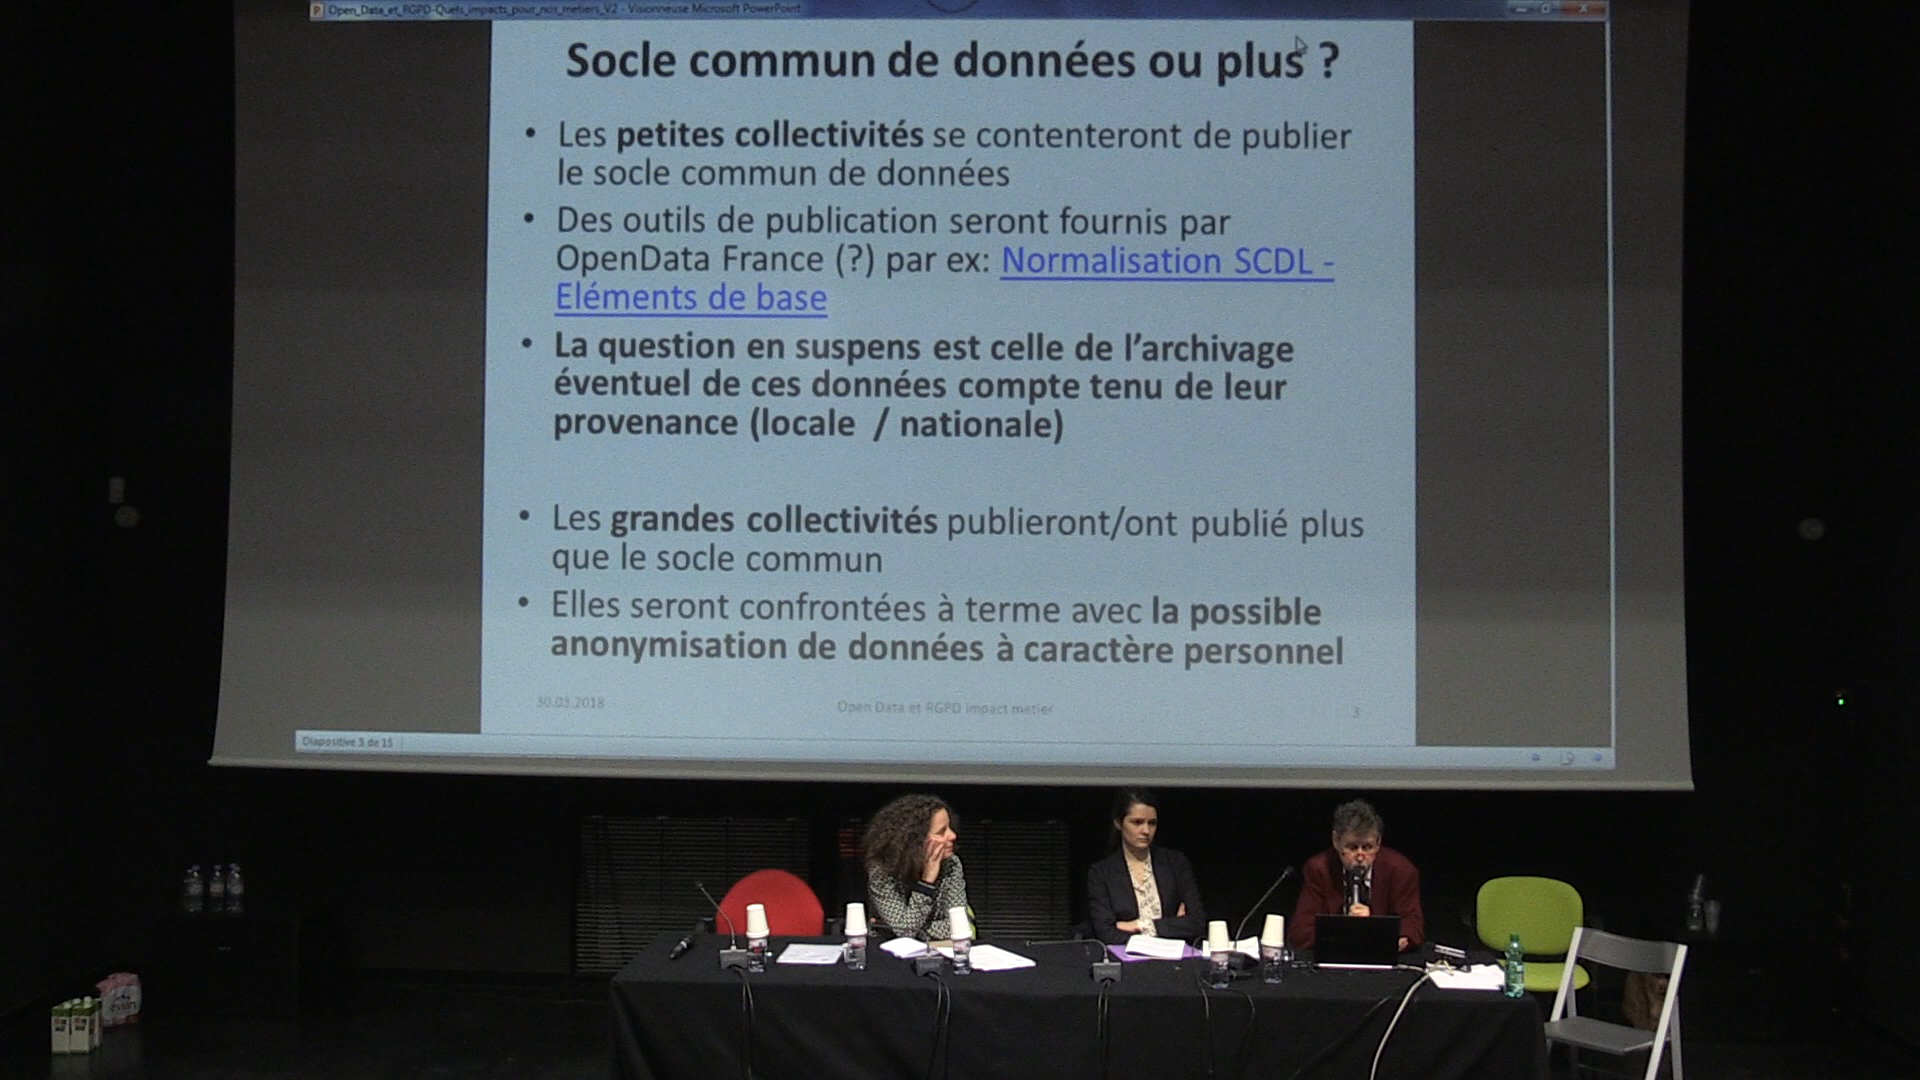 Open_Data_et_RGPD-Quels_impacts_pour_nos_metiers_V2 - Visionneuse Microsoft PowerPoint
Socle commun de données ou plus ?
• Les petites collectivités se contenteront de publier
le socle commun de données
• Des outils de publication seront fournis par
OpenData France (?) par ex: Normalisation SCDL -
Eléments de base
• La question en suspens est celle de l’archivage
éventuel de ces données compte tenu de leur
provenance (locale / nationale)
• Les grandes collectivités publieront/ont publié plus
que le socle commun
• Elles seront confrontées à terme avec la possible
anonymisation de données à caractère personnel
30.03.2018
Open Data et RGPD impact metier
3
Diapositive 3 de 15
evian